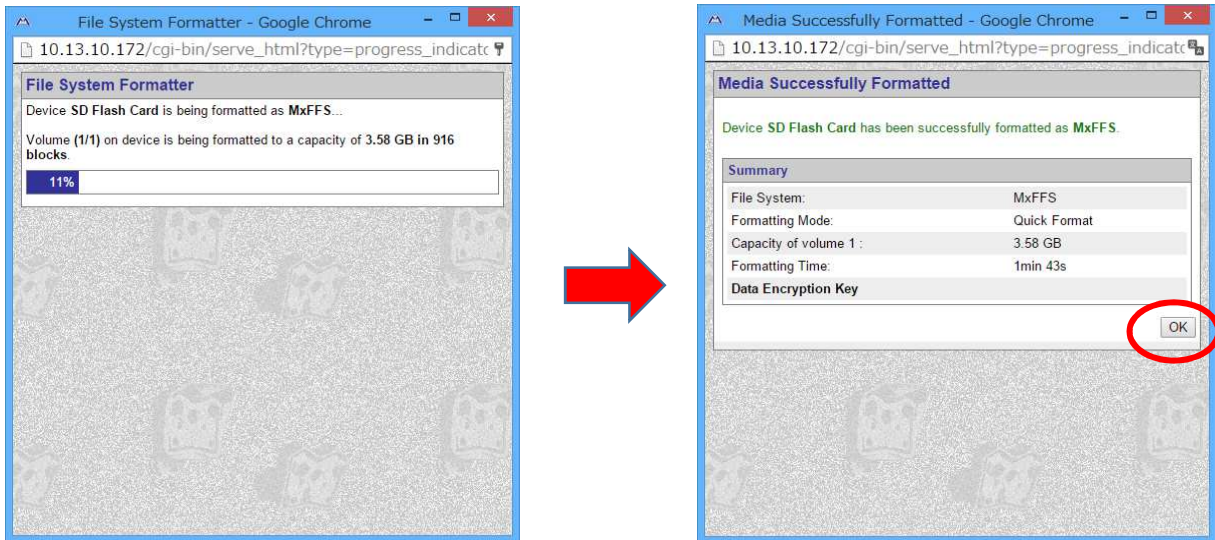 File System Formatter - Google Chrome
10.13.10.172/cgi-bin/serve_html?type=progress_indicatc
File System Formatter
Device SD Flash Card is being formatted as MxFFS...
Volume (1/1) on device is being formatted to a capacity of 3.58 GB in 916
blocks.
11%
Media Successfully Formatted - Google Chrome
10.13.10.172/cgi-bin/serve_html?type=progress_indicatc
Media Successfully Formatted
Device SD Flash Card has been successfully formatted as MxFFS.
Summary
File System: MxFFS
Formatting Mode: Quick Format
Capacity of volume 1 : 3.58 GB
Formatting Time: 1min 43s
Data Encryption Key
OK